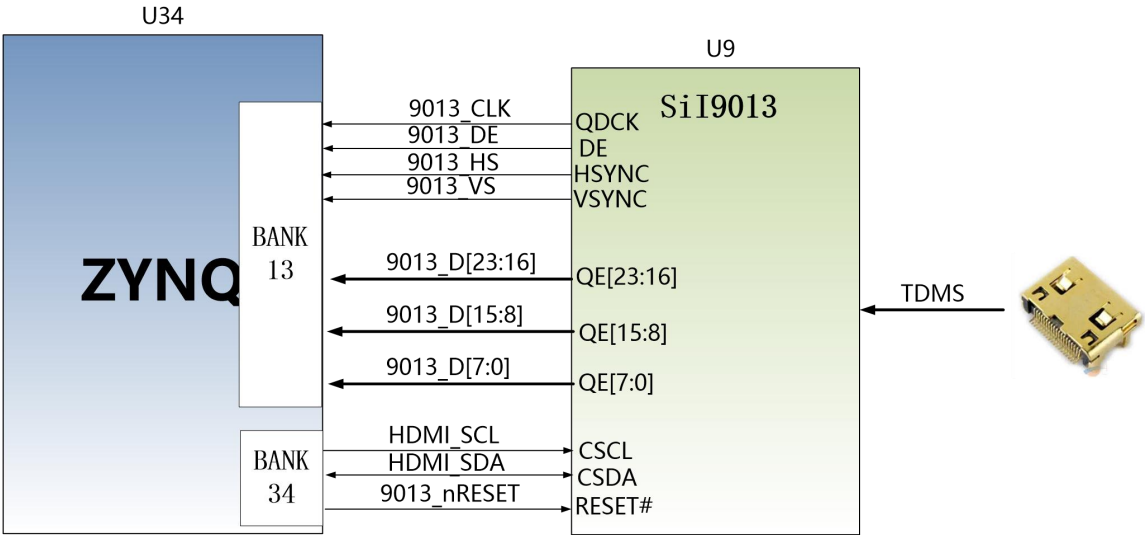 U34
U9
SiI9013
9013_CLK
QDCK
9013_DE
DE
9013_HS
HSYNC
9013_VS
VSYNC
BANK
13
ZYNQ
9013_D[23:16]
QE[23:16]
TDMS
9013_D[15:8]
QE[15:8]
9013_D[7:0]
QE[7:0]
BANK
34
HDMI_SCL
CSCL
HDMI_SDA
CSDA
9013_nRESET
RESET#